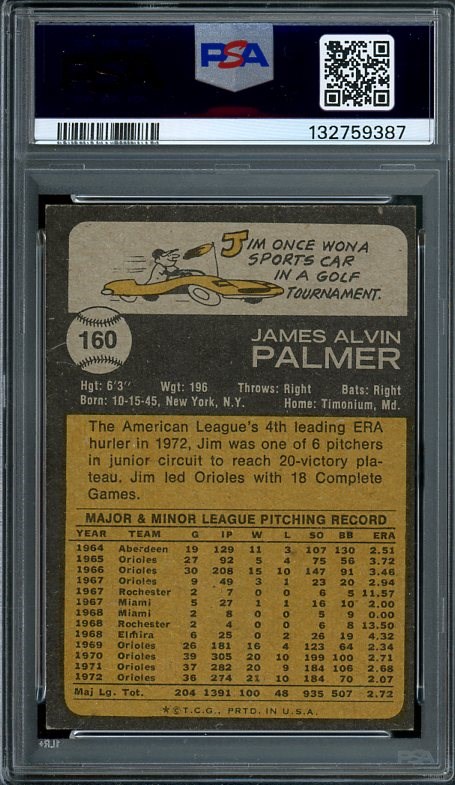 PSA
132759387
JIM ONCE WON A
SPORTS CAR
IN A GOLF
TOURNAMENT.
160
JAMES ALVIN
PALMER
Hgt: 6'3" Wgt: 196 Throws: Right Bats: Right
Born: 10-15-45, New York, N.Y. Home: Timonium, Md.
The American League's 4th leading ERA
hurler in 1972, Jim was one of 6 pitchers
in junior circuit to reach 20-victory pla-
teau. Jim led Orioles with 18 Complete
Games.
MAJOR & MINOR LEAGUE PITCHING RECORD
YEAR TEAM G IP W L SO BB ERA
1964 Aberdeen 19 129 11 3 107 130 2.51
1965 Orioles 27 92 5 4 75 56 3.72
1966 Orioles 30 208 15 10 147 91 3.46
1967 Orioles 9 49 3 1 23 20 2.94
1967 Rochester 2 7 0 0 6 5 11.57
1967 Miami 5 27 1 1 16 10 2.00
1968 Miami 2 8 0 0 5 9 0.00
1968 Rochester 2 4 0 0 6 8 13.50
1968 Elmira 6 25 0 2 26 19 4.32
1969 Orioles 26 181 16 4 123 64 2.34
1970 Orioles 39 305 20 10 199 100 2.71
1971 Orioles 37 282 20 9 184 106 2.68
1972 Orioles 36 274 21 10 184 70 2.07
Maj Lg. Tot. 204 1391 100 48 935 507 2.72
★ © T.C.G., PRTD. IN U.S.A.
PSA